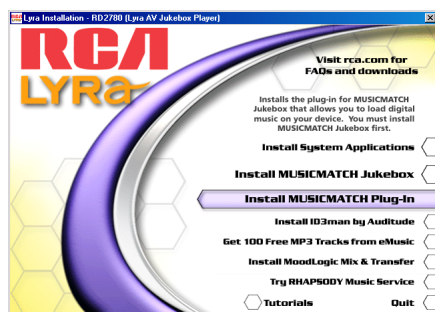 Lyra Installation - RD2780 (Lyra AV Jukebox Player)
RCA
LYRA
Visit rca.com for
FAQs and downloads
Installs the plug-in for MUSICMATCH
Jukebox that allows you to load digital
music on your device. You must install
MUSICMATCH Jukebox first.
Install System Applications
Install MUSICMATCH Jukebox
Install MUSICMATCH Plug-In
Install ID3man by Auditude
Get 100 Free MP3 Tracks from eMusic
Install MoodLogic Mix & Transfer
Try RHAPSODY Music Service
Tutorials
Quit